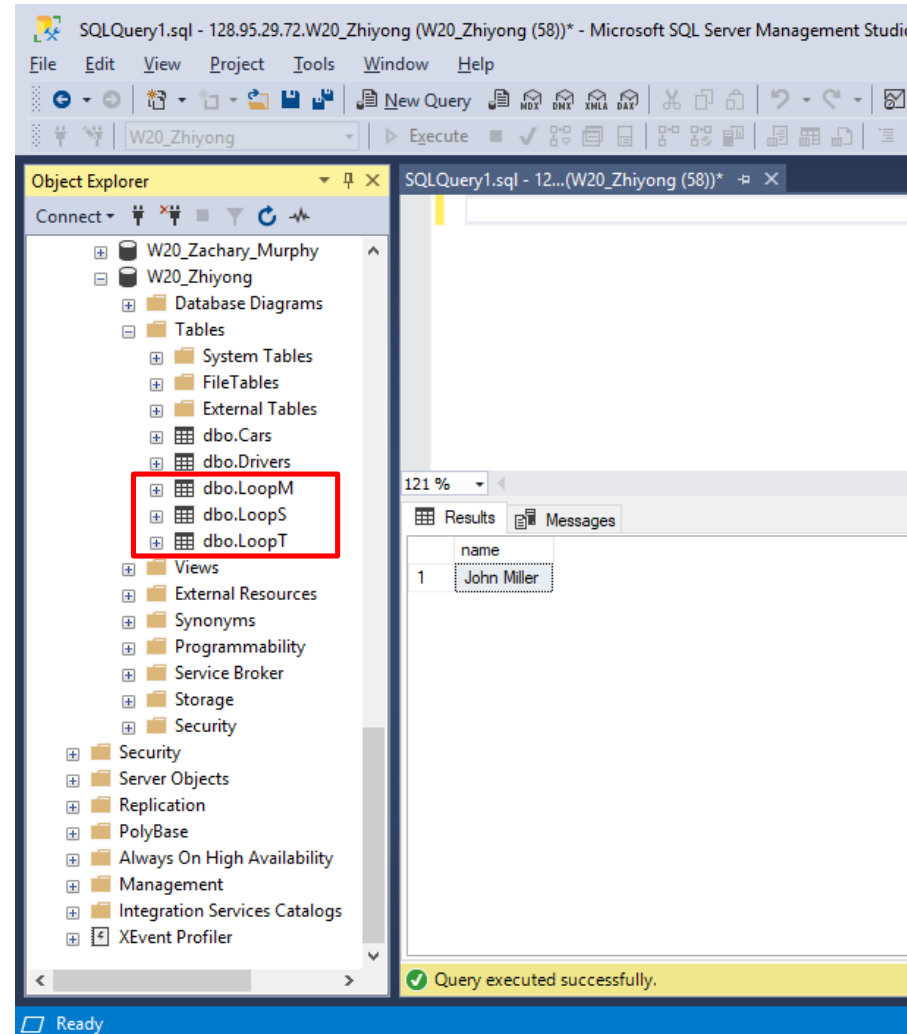 SQLQuery1.sql - 128.95.29.72.W20_Zhiyong (W20_Zhiyong (58))* - Microsoft SQL Server Management Studio
File Edit View Project Tools Window Help
New Query MDX DMX XMLA DAX
W20_Zhiyong Execute
Object Explorer
Connect
W20_Zachary_Murphy
W20_Zhiyong
Database Diagrams
Tables
System Tables
FileTables
External Tables
dbo.Cars
dbo.Drivers
dbo.LoopM
dbo.LoopS
dbo.LoopT
Views
External Resources
Synonyms
Programmability
Service Broker
Storage
Security
Security
Server Objects
Replication
PolyBase
Always On High Availability
Management
Integration Services Catalogs
XEvent Profiler
SQLQuery1.sql - 12...(W20_Zhiyong (58))*
121 %
Results Messages
name
1 John Miller
Query executed successfully.
Ready